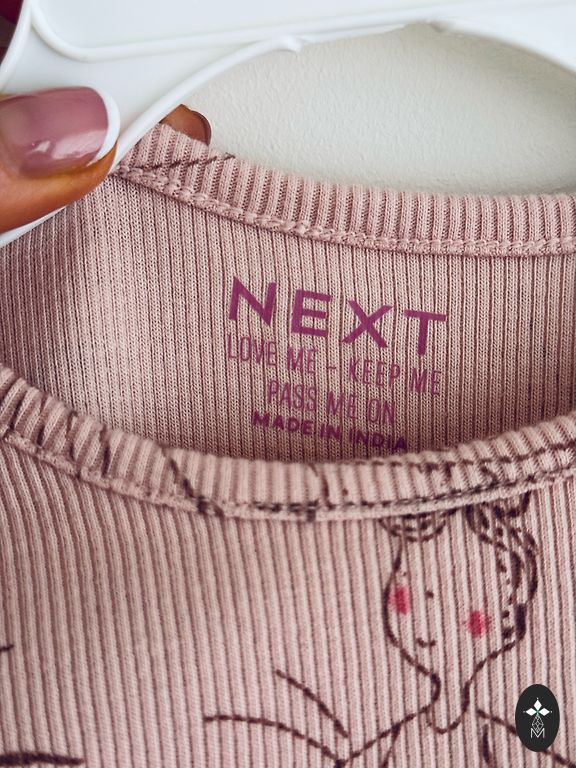 NEXT
LOVE ME - KEEP ME
PASS ME ON
MADE IN INDIA